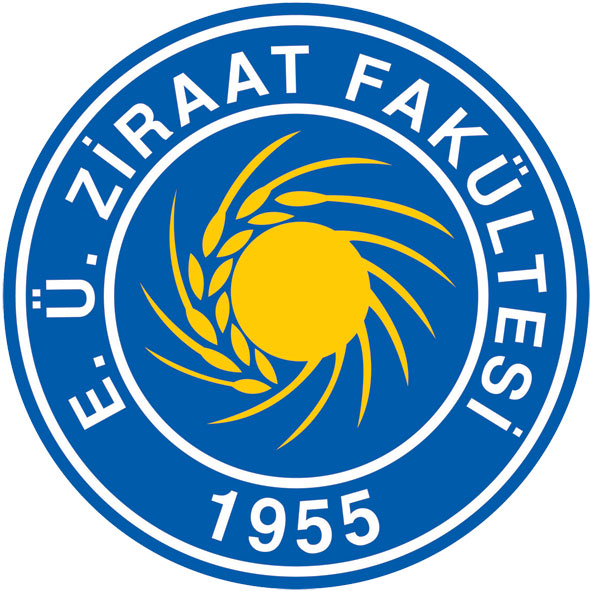 E. Ü. ZİRAAT FAKÜLTESİ
1955